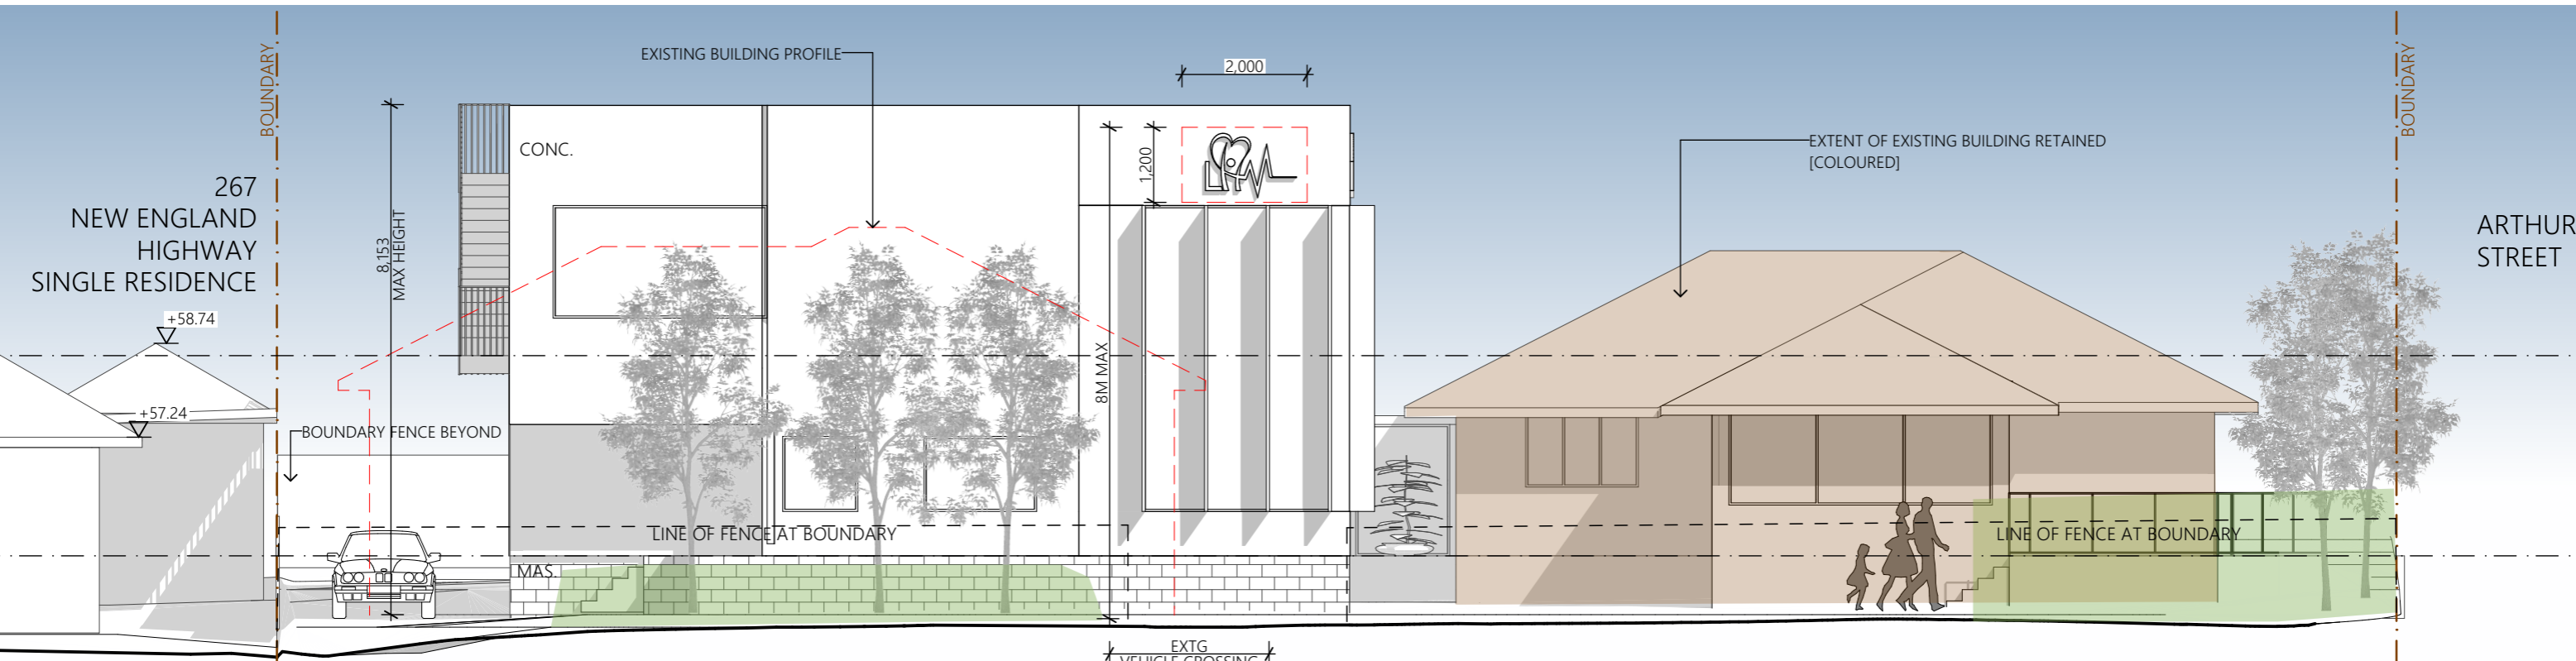 BOUNDARY
EXISTING BUILDING PROFILE
2,000
BOUNDARY
CONC.
1,200
EXTENT OF EXISTING BUILDING RETAINED
[COLOURED]
267
NEW ENGLAND
HIGHWAY
SINGLE RESIDENCE
8,153
MAX HEIGHT
ARTHUR
STREET
+58.74
8M MAX
+57.24
BOUNDARY FENCE BEYOND
LINE OF FENCE AT BOUNDARY
LINE OF FENCE AT BOUNDARY
MAS.
EXTG
VEHICLE CROSSING